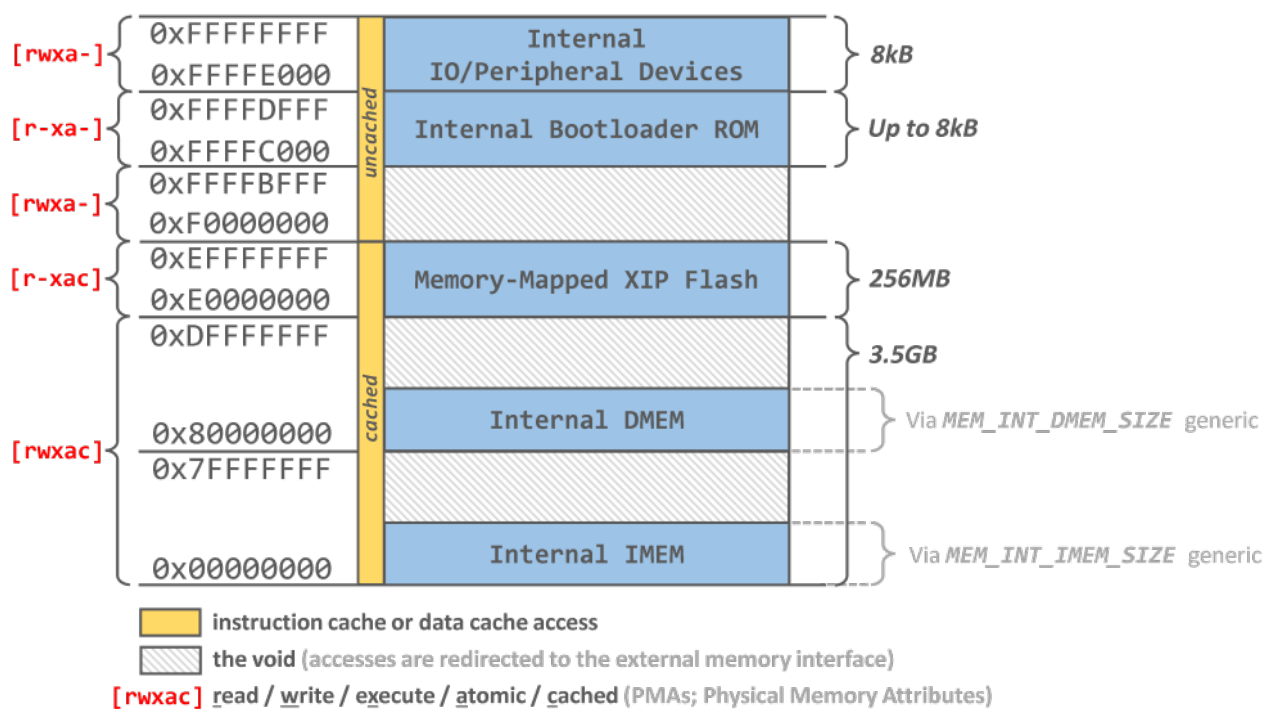 [rwxa-] 0xFFFFFFFF Internal 8kB
0xFFFFE000 IO/Peripheral Devices
[r-xa-] 0xFFFFDFFF Internal Bootloader ROM Up to 8kB
0xFFFFC000
uncached
[rwxa-] 0xFFFFBFFF
0xF0000000
[r-xac] 0xEFFFFFFF Memory-Mapped XIP Flash 256MB
0xE0000000
0xDFFFFFFF 3.5GB
cached
[rwxac] 0x80000000 Internal DMEM Via MEM_INT_DMEM_SIZE generic
0x7FFFFFFF
0x00000000 Internal IMEM Via MEM_INT_IMEM_SIZE generic
instruction cache or data cache access
the void (accesses are redirected to the external memory interface)
[rwxac] read / write / execute / atomic / cached (PMAs; Physical Memory Attributes)